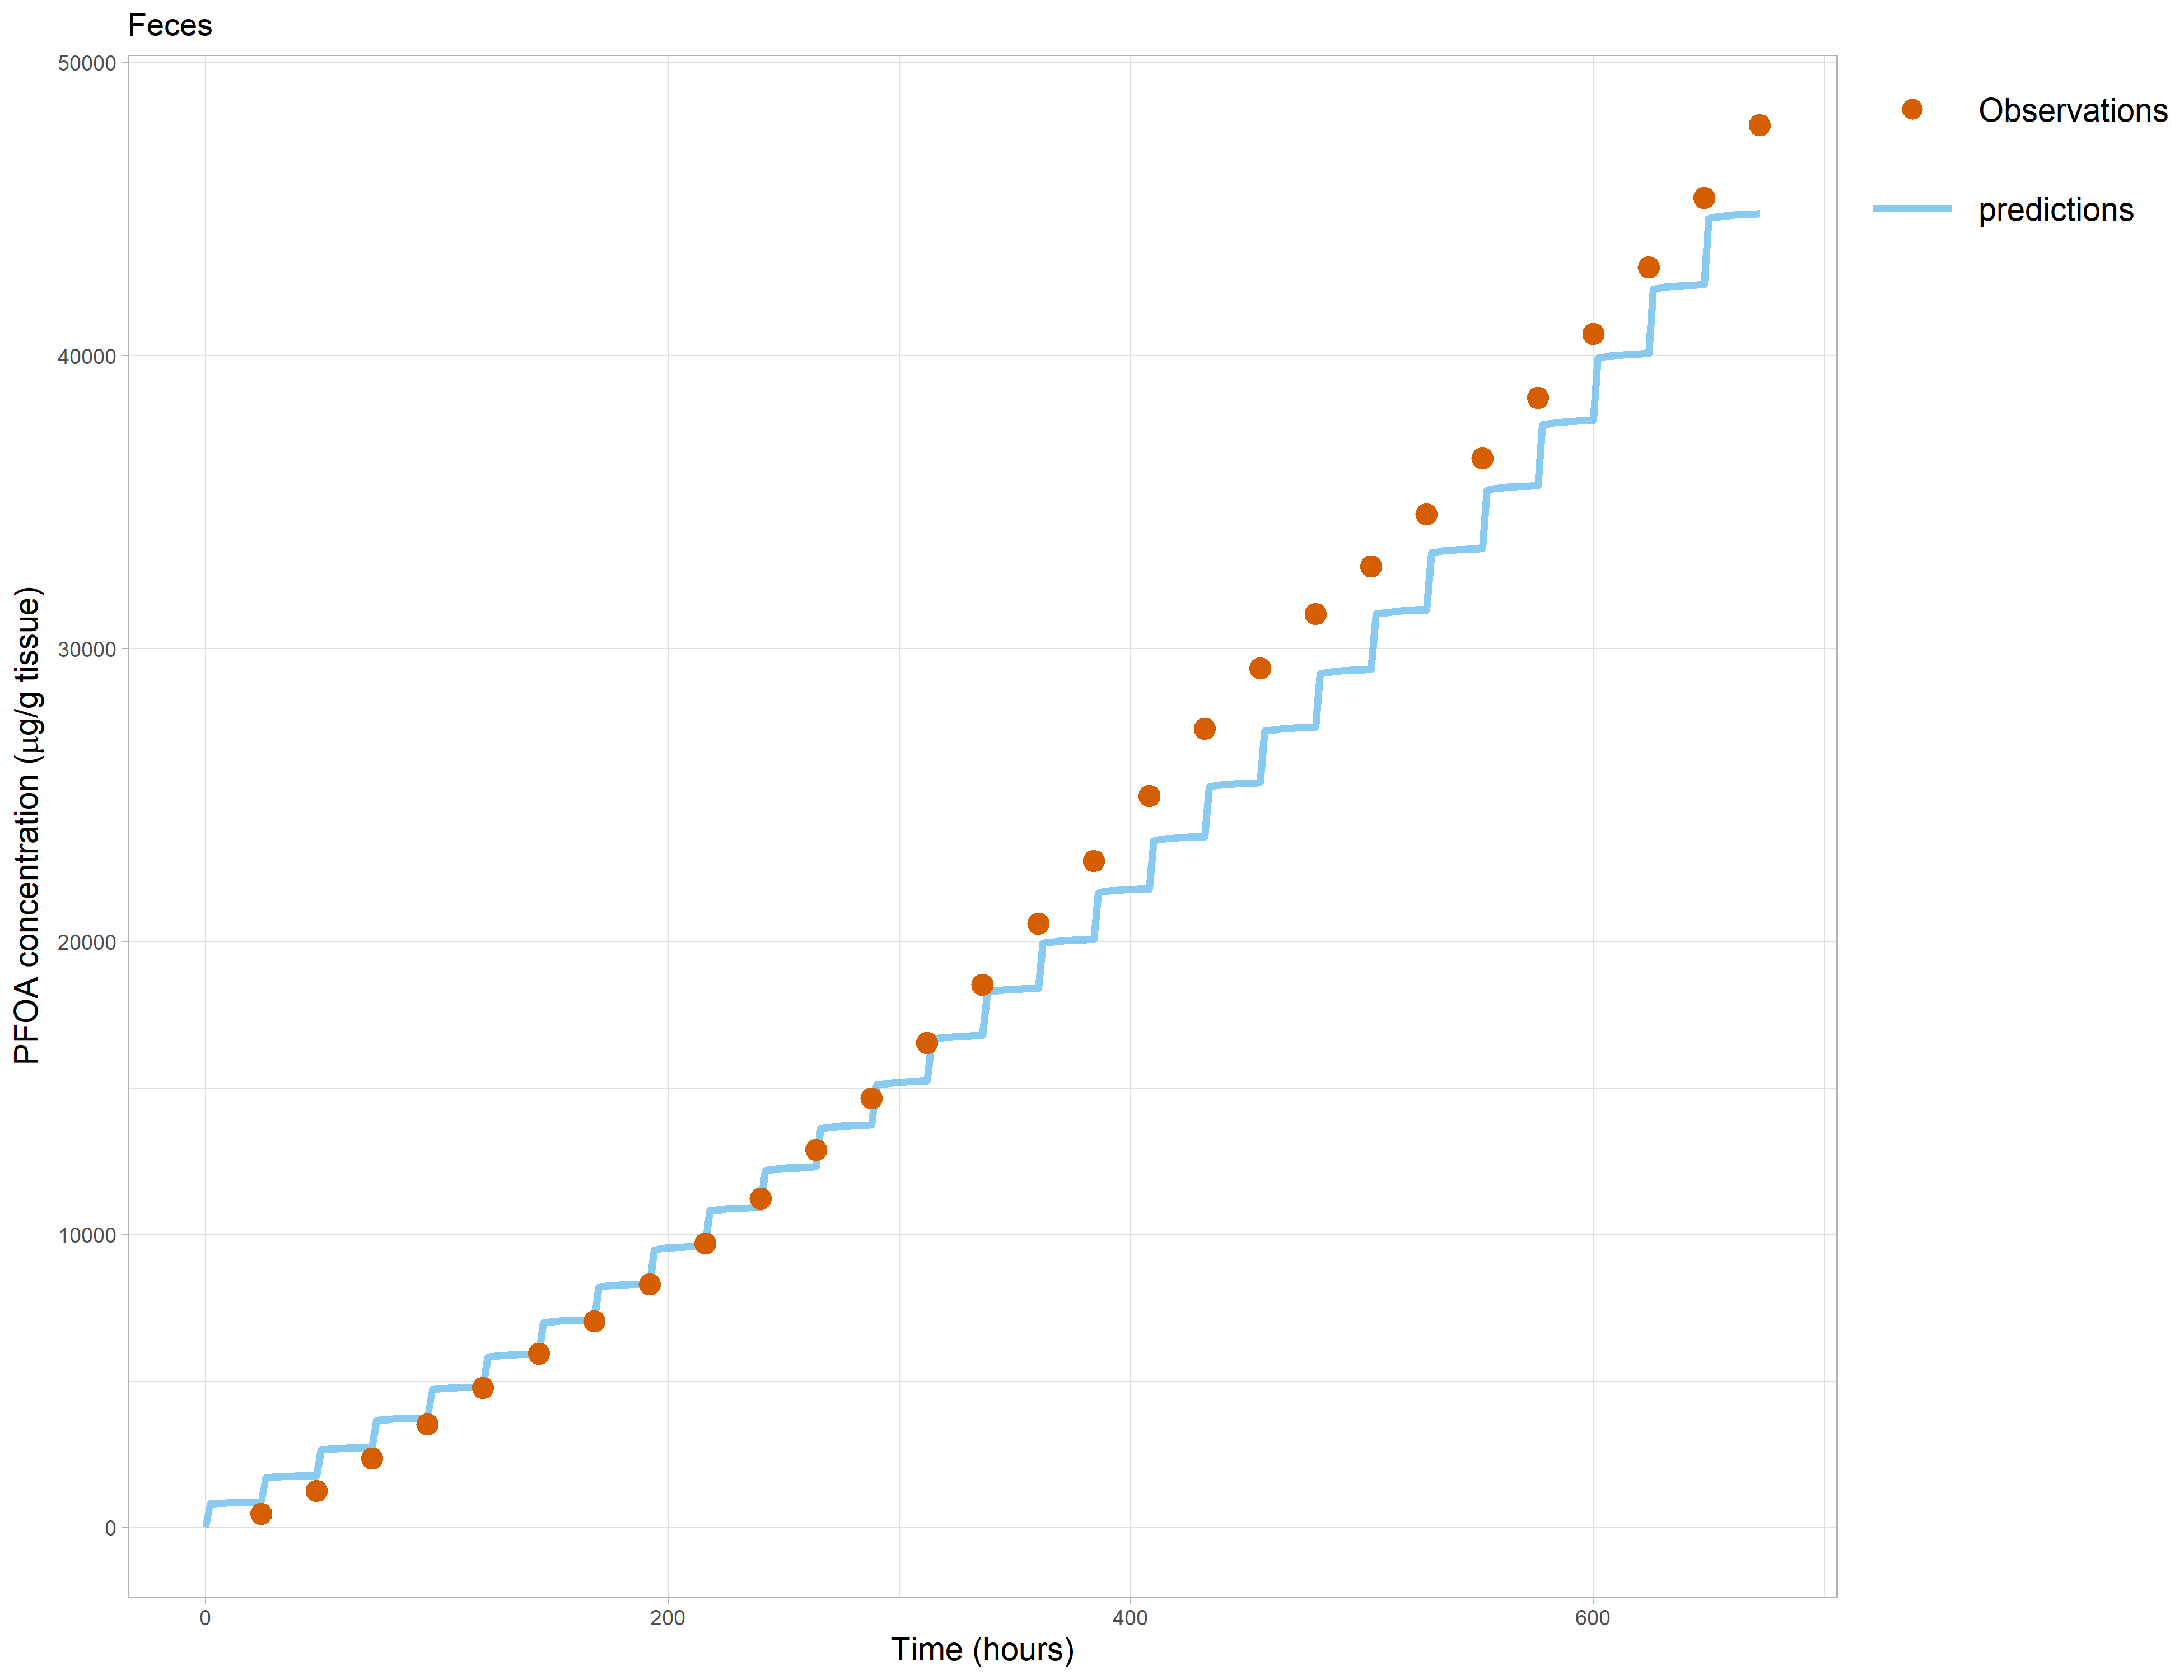 Feces
50000
40000
30000
20000
10000
0
PFOA concentration (μg/g tissue)
0 200 400 600
Time (hours)
Observations
predictions